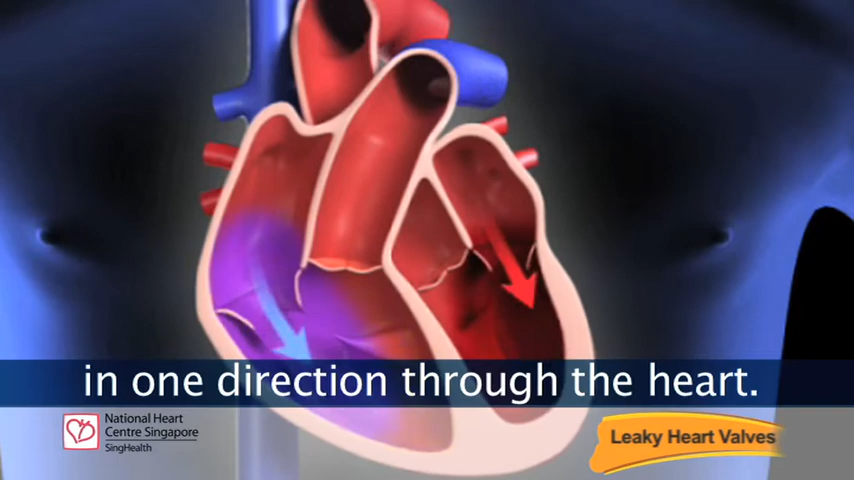 in one direction through the heart.
National Heart
Centre Singapore
SingHealth
Leaky Heart Valves